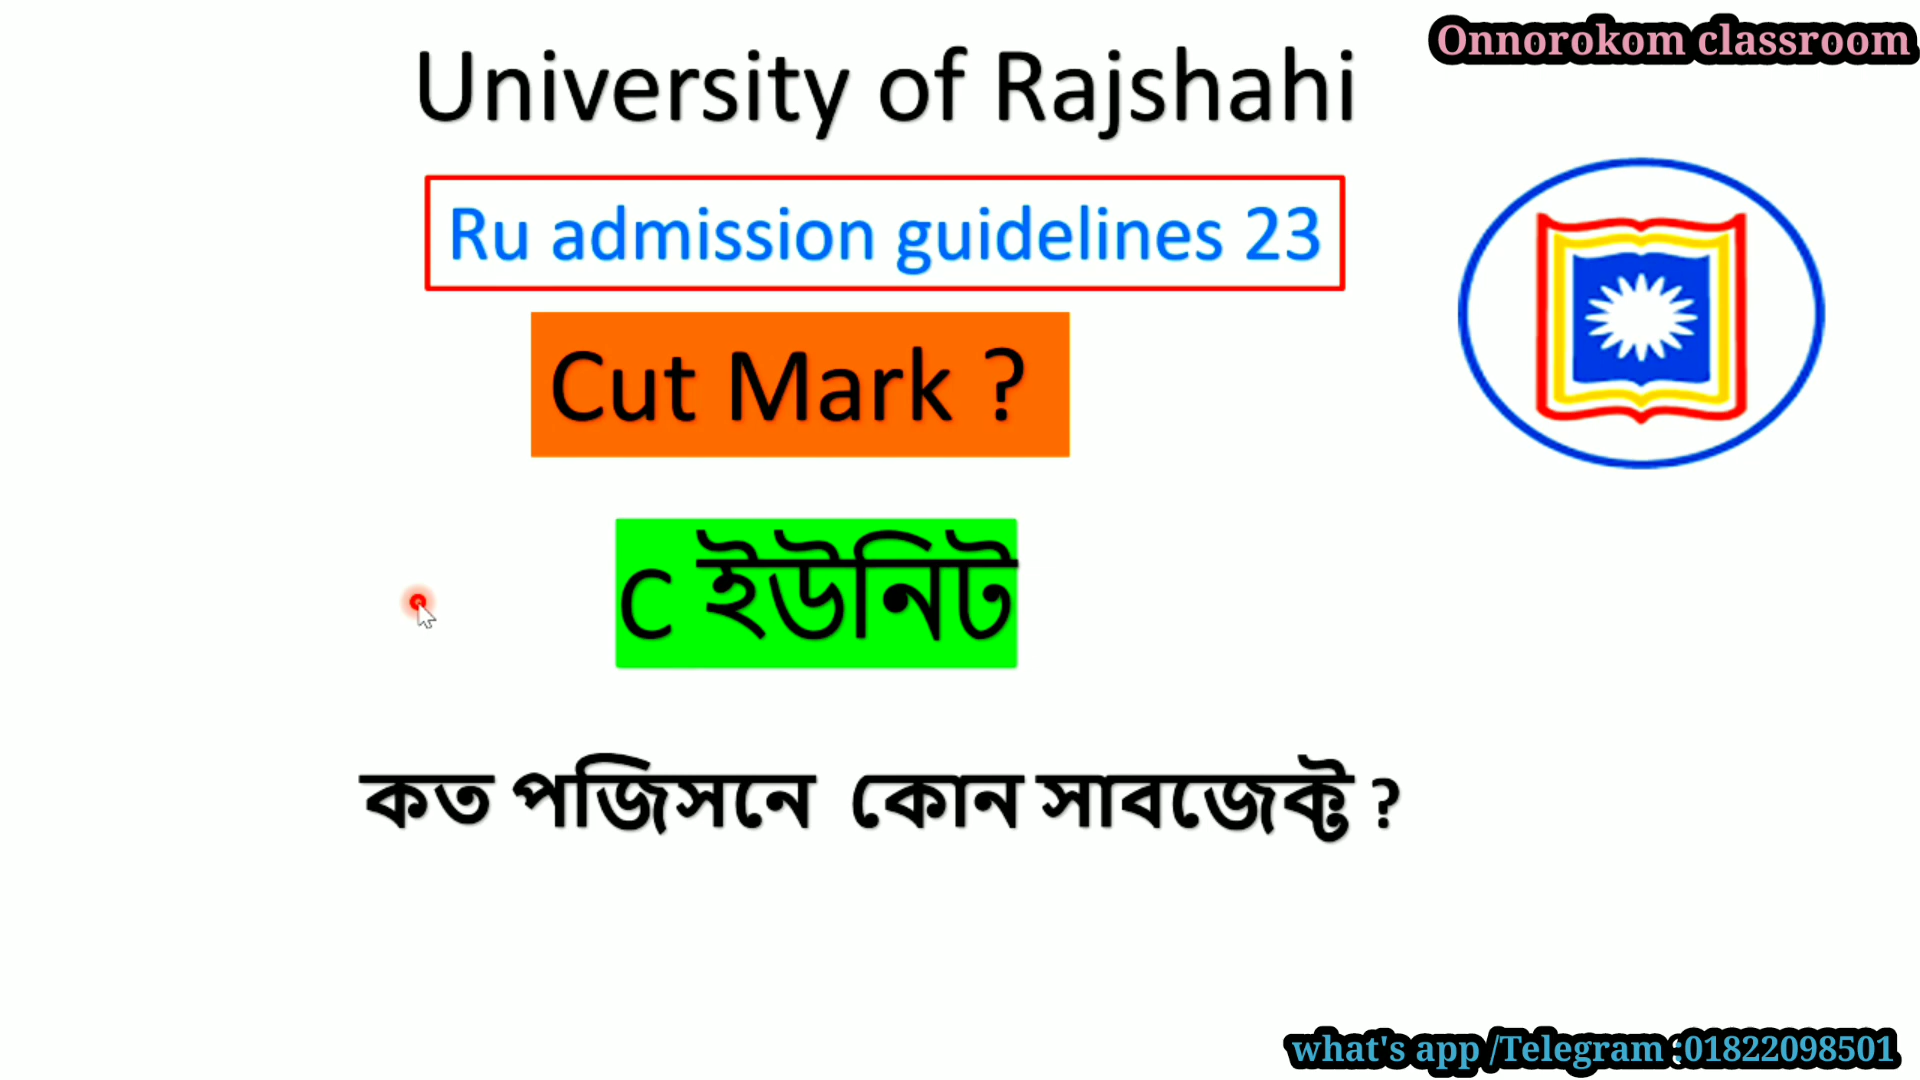 Onnorokom classroom
University of Rajshahi
Ru admission guidelines 23
Cut Mark ?
C ইউনিট
কত পজিসনে কোন সাবজেক্ট ?
what's app /Telegram :01822098501